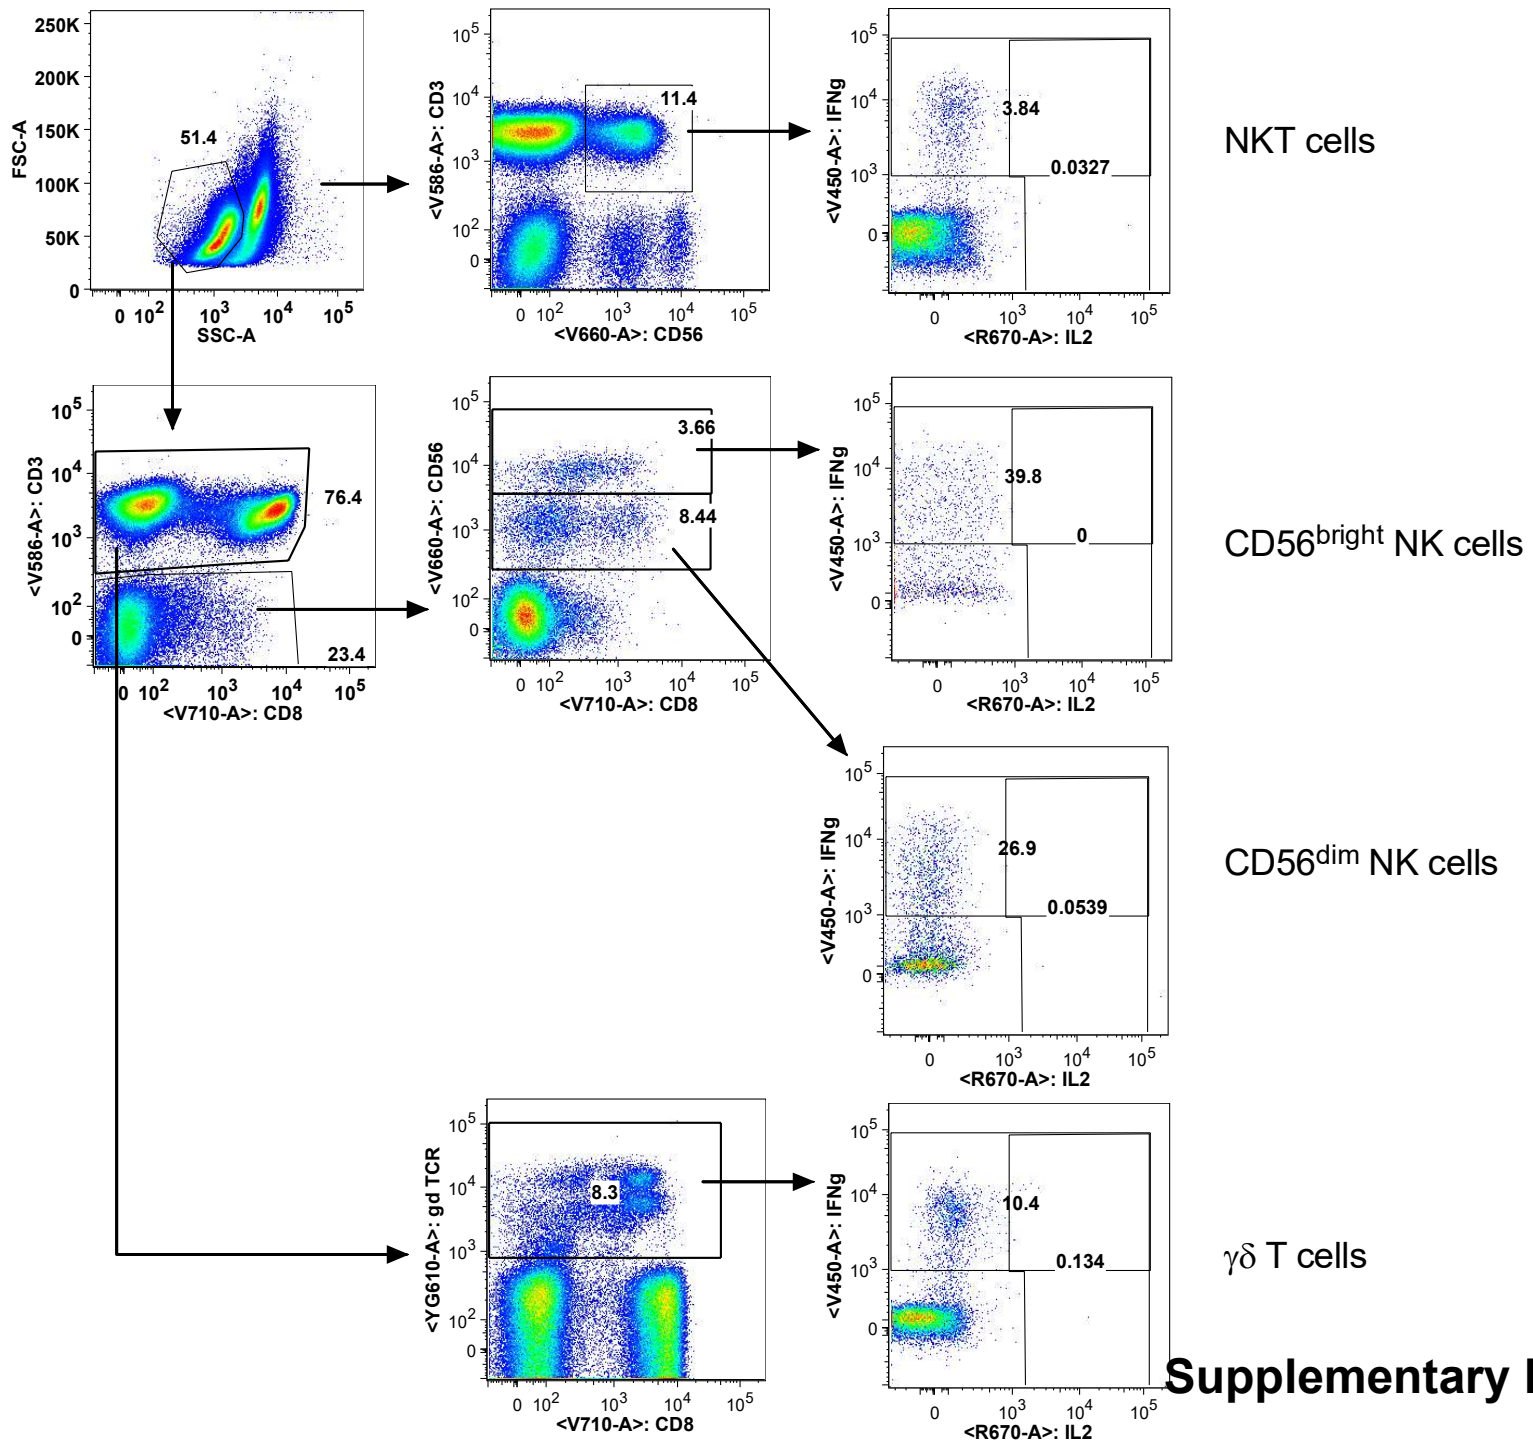 250K
200K
150K
100K
50K
0
FSC-A
51.4
0 10² 10³ 10⁴ 10⁵
SSC-A
10⁵
10⁴
10³
10²
0
<V586-A>: CD3
11.4
0 10² 10³ 10⁴ 10⁵
<V660-A>: CD56
10⁵
10⁴
10³
0
<V450-A>: IFNg
3.84
0.0327
0 10³ 10⁴ 10⁵
<R670-A>: IL2
NKT cells
10⁵
10⁴
10³
10²
0
<V586-A>: CD3
76.4
23.4
0 10² 10³ 10⁴ 10⁵
<V710-A>: CD8
10⁵
10⁴
10³
10²
0
<V660-A>: CD56
3.66
8.44
0 10² 10³ 10⁴ 10⁵
<V710-A>: CD8
10⁵
10⁴
10³
0
<V450-A>: IFNg
39.8
0
0 10³ 10⁴ 10⁵
<R670-A>: IL2
CD56ᵇʳⁱᵍʰᵗ NK cells
10⁵
10⁴
10³
0
<V450-A>: IFNg
26.9
0.0539
0 10³ 10⁴ 10⁵
<R670-A>: IL2
CD56ᵈⁱᵐ NK cells
10⁵
10⁴
10³
10²
0
<YG610-A>: gd TCR
8.3
0 10² 10³ 10⁴ 10⁵
<V710-A>: CD8
10⁵
10⁴
10³
0
<V450-A>: IFNg
10.4
0.134
0 10³ 10⁴ 10⁵
<R670-A>: IL2
γδ T cells
Supplementary